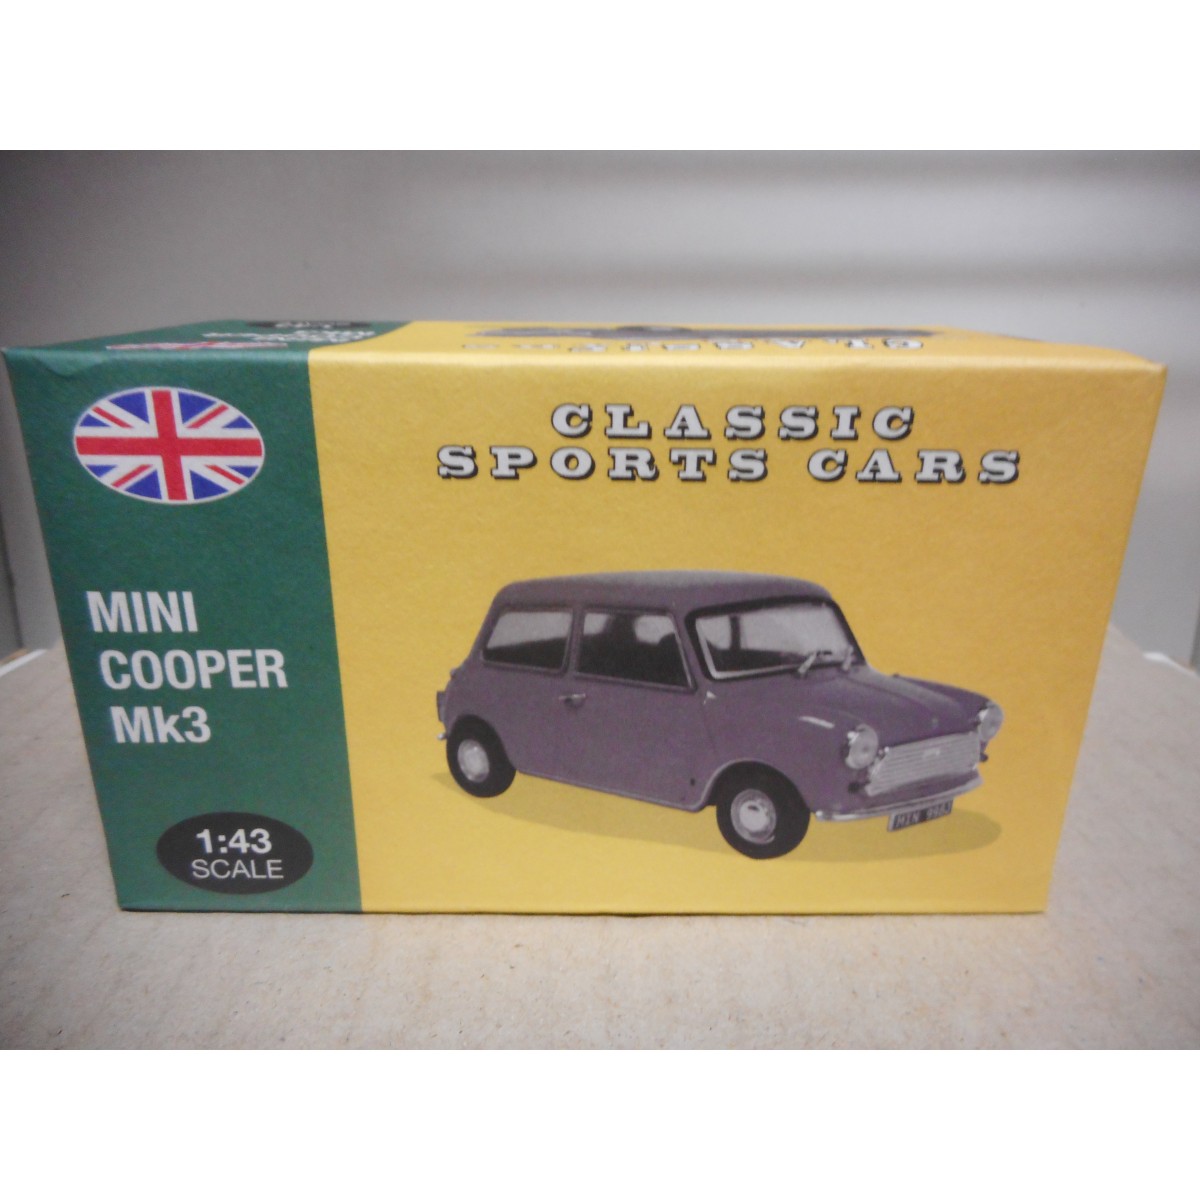 CLASSIC
SPORTS CARS
MINI
COOPER
Mk3
1:43
SCALE